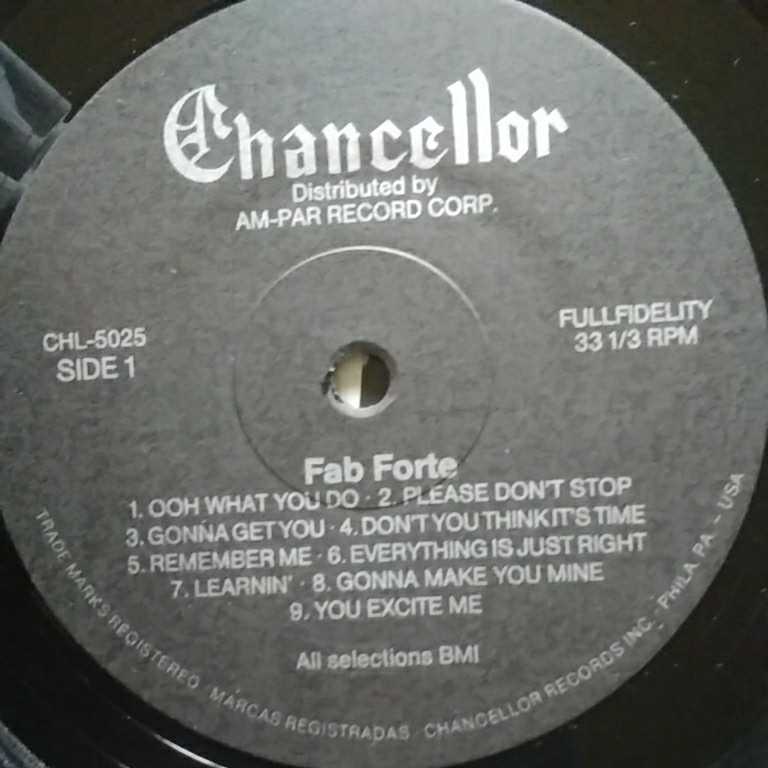 Chancellor
Distributed by
AM-PAR RECORD CORP.
CHL-5025
SIDE 1
FULLFIDELITY
33 1/3 RPM
Fab Forte
1. OOH WHAT YOU DO · 2. PLEASE DON'T STOP
3. GONNA GET YOU · 4. DON'T YOU THINK IT'S TIME
5. REMEMBER ME · 6. EVERYTHING IS JUST RIGHT
7. LEARNIN' · 8. GONNA MAKE YOU MINE
9. YOU EXCITE ME
All selections BMI
TRADE MARKS REGISTERED · MARCAS REGISTRADAS · CHANCELLOR RECORDS INC. · PHILA PA - USA